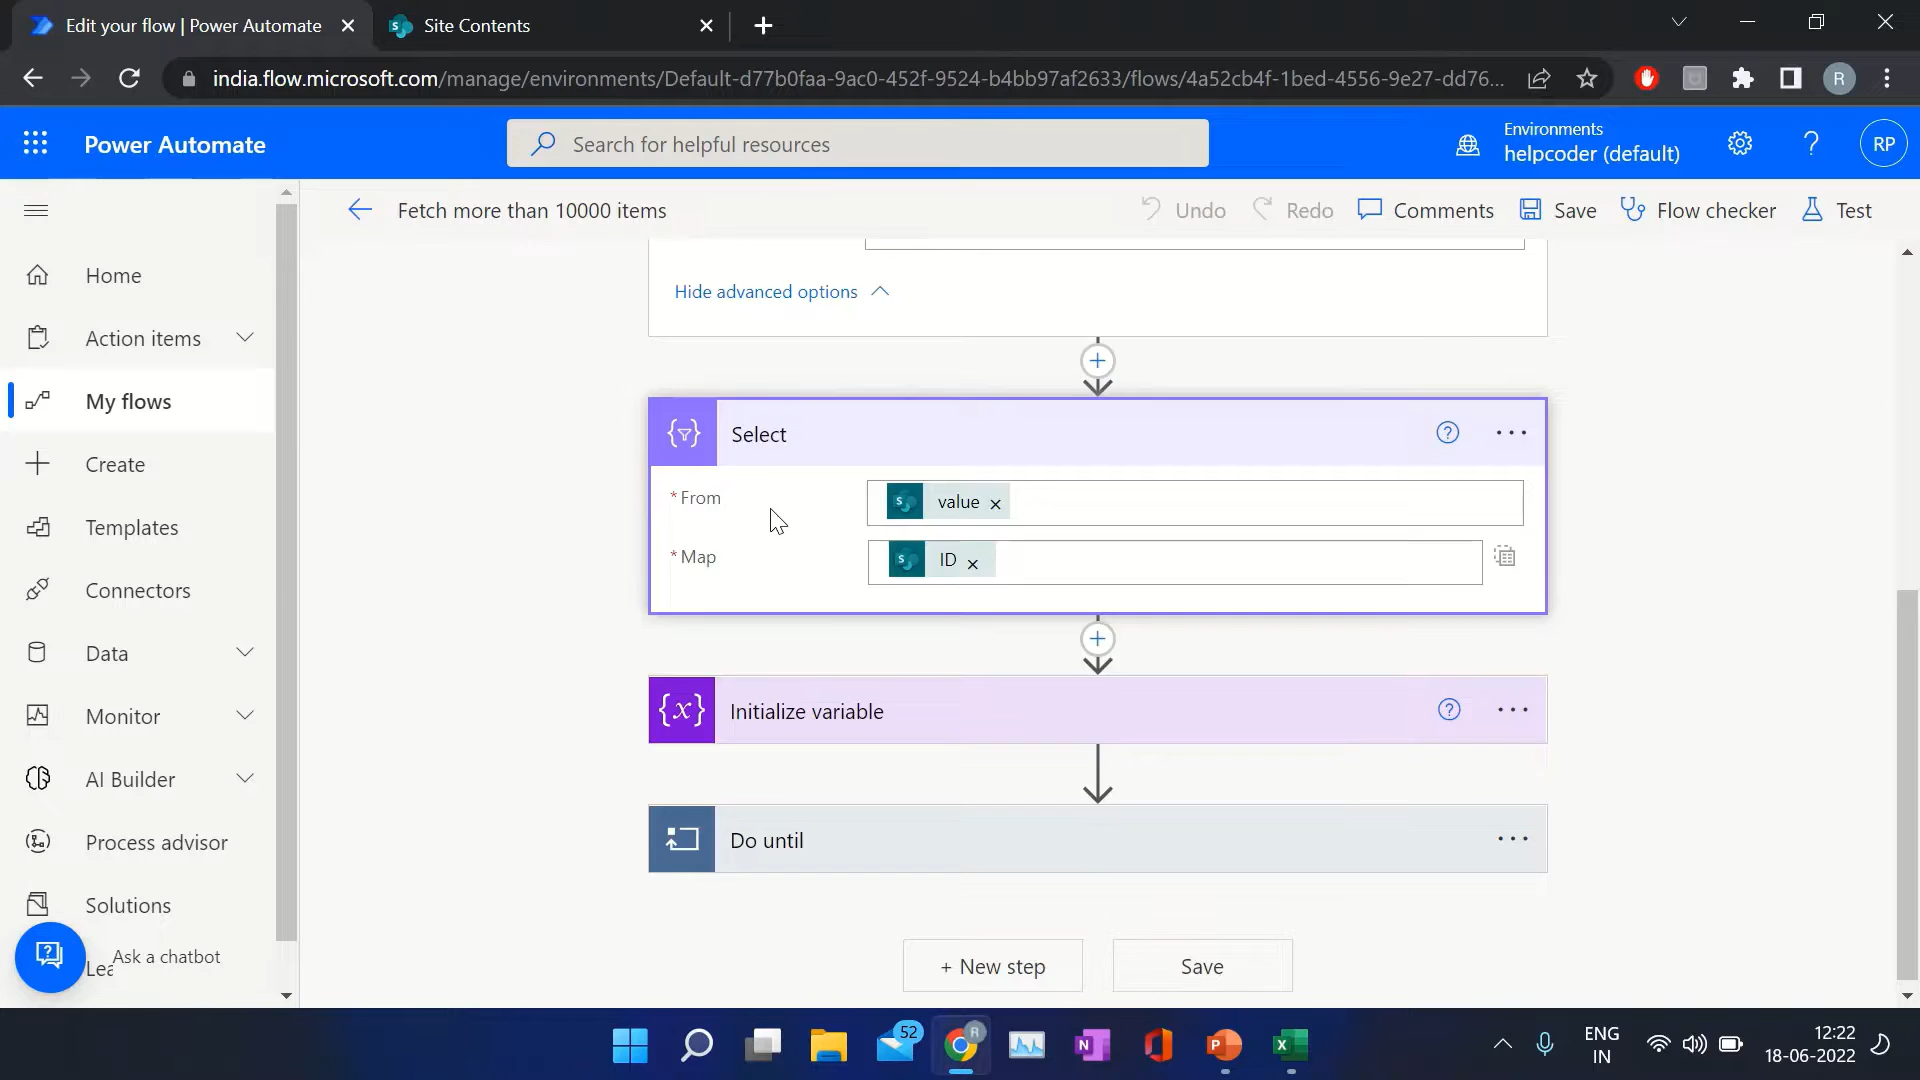 Edit your flow | Power Automate
Site Contents
india.flow.microsoft.com/manage/environments/Default-d77b0faa-9ac0-452f-9524-b4bb97af2633/flows/4a52cb4f-1bed-4556-9e27-dd76...
R
Power Automate
Search for helpful resources
Environments
helpcoder (default)
RP
Fetch more than 10000 items
Undo
Redo
Comments
Save
Flow checker
Test
Home
Action items
My flows
Create
Templates
Connectors
Data
Monitor
AI Builder
Process advisor
Solutions
Lea
Ask a chatbot
Hide advanced options
Select
* From
value
* Map
ID
{x}
Initialize variable
Do until
+ New step
Save
52
R
N
P
X
ENG
IN
12:22
18-06-2022